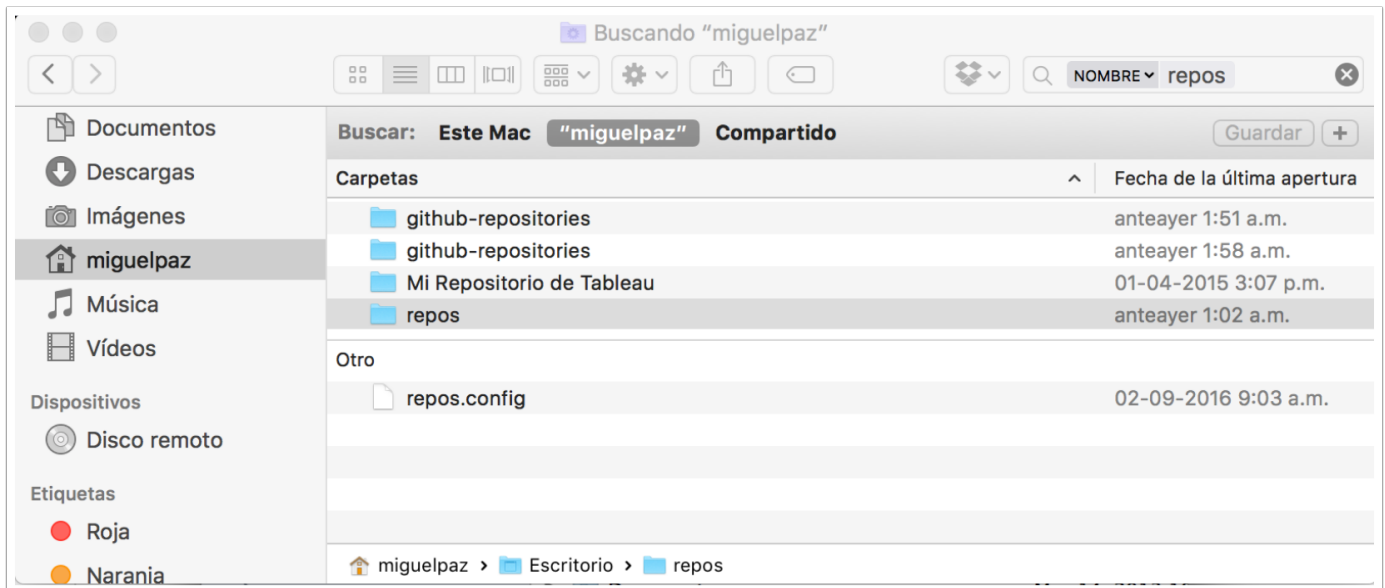 Buscando “miguelpaz”
NOMBRE repos
Documentos
Descargas
Imágenes
miguelpaz
Música
Vídeos
Dispositivos
Disco remoto
Etiquetas
Roja
Naranja
Buscar: Este Mac “miguelpaz” Compartido Guardar +
Carpetas Fecha de la última apertura
github-repositories anteayer 1:51 a.m.
github-repositories anteayer 1:58 a.m.
Mi Repositorio de Tableau 01-04-2015 3:07 p.m.
repos anteayer 1:02 a.m.
Otro
repos.config 02-09-2016 9:03 a.m.
miguelpaz › Escritorio › repos